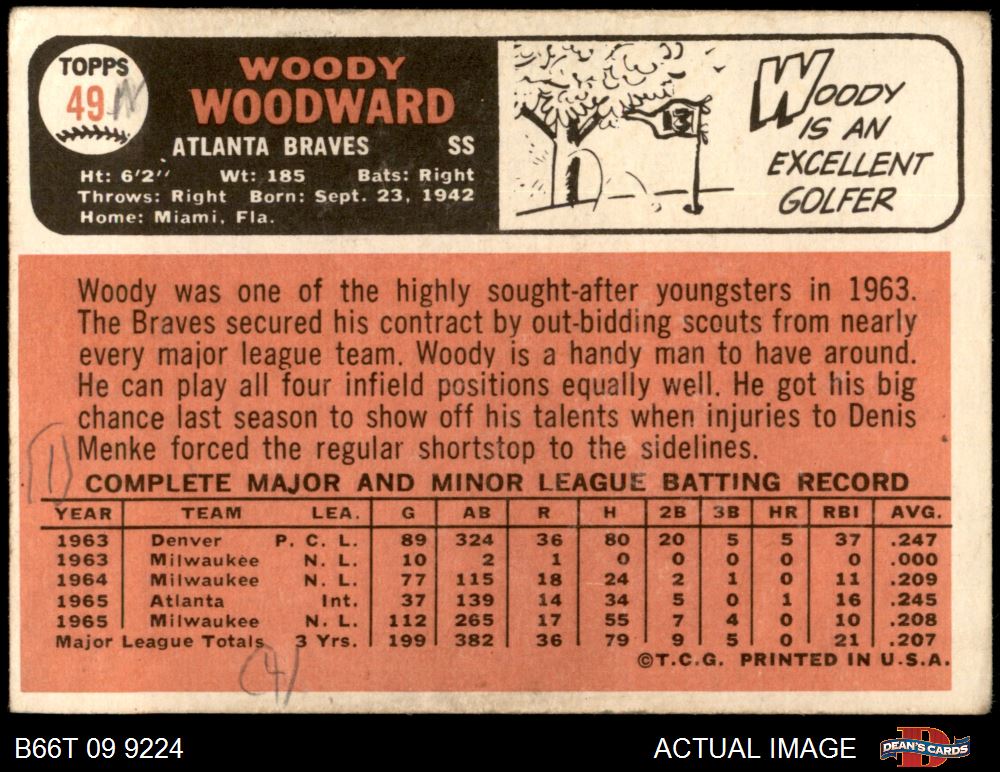 TOPPS
49 N
WOODY
WOODWARD
ATLANTA BRAVES SS
Ht: 6'2" Wt: 185 Bats: Right
Throws: Right Born: Sept. 23, 1942
Home: Miami, Fla.
13
WOODY
IS AN
EXCELLENT
GOLFER
Woody was one of the highly sought-after youngsters in 1963.
The Braves secured his contract by out-bidding scouts from nearly
every major league team. Woody is a handy man to have around.
He can play all four infield positions equally well. He got his big
chance last season to show off his talents when injuries to Denis
Menke forced the regular shortstop to the sidelines.
(1)
COMPLETE MAJOR AND MINOR LEAGUE BATTING RECORD
YEAR TEAM LEA. G AB R H 2B 3B HR RBI AVG.
1963 Denver P. C. L. 89 324 36 80 20 5 5 37 .247
1963 Milwaukee N. L. 10 2 1 0 0 0 0 0 .000
1964 Milwaukee N. L. 77 115 18 24 2 1 0 11 .209
1965 Atlanta Int. 37 139 14 34 5 0 1 16 .245
1965 Milwaukee N. L. 112 265 17 55 7 4 0 10 .208
Major League Totals 3 Yrs. 199 382 36 79 9 5 0 21 .207
(4)
©T.C.G. PRINTED IN U.S.A.
B66T 09 9224
ACTUAL IMAGE
DEAN'S CARDS